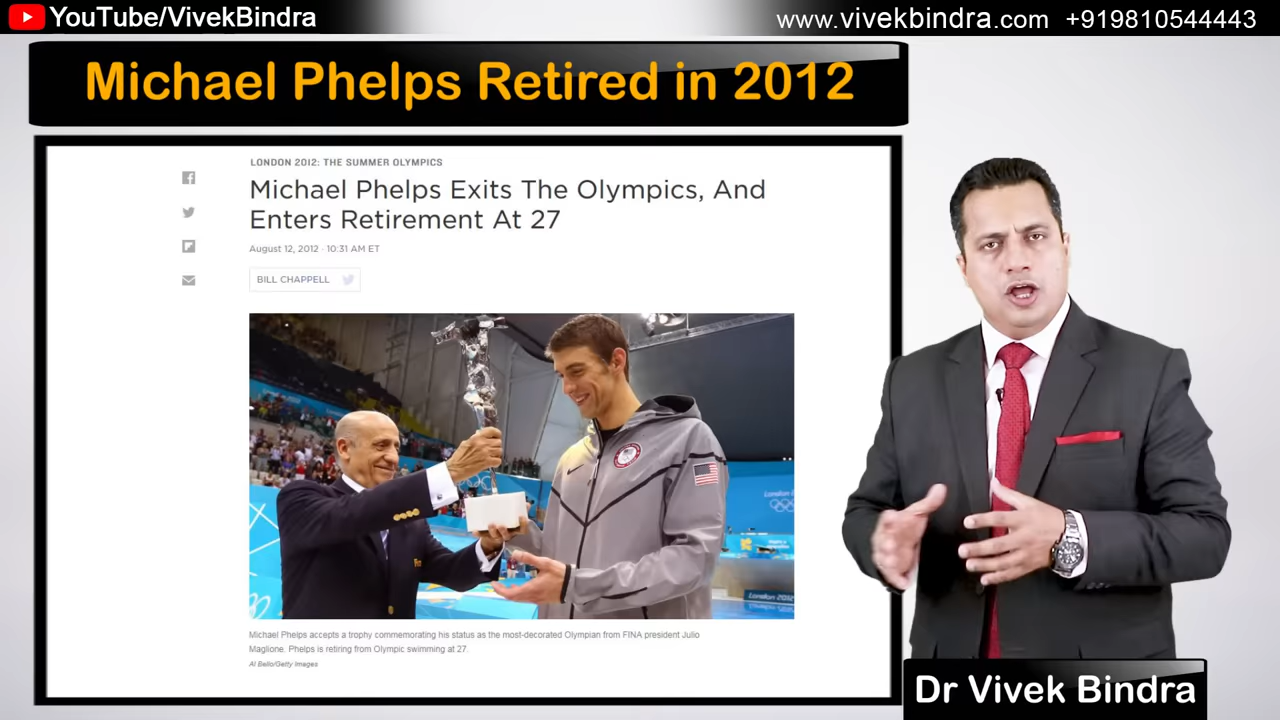 YouTube/VivekBindra
www.vivekbindra.com +919810544443
Michael Phelps Retired in 2012
LONDON 2012: THE SUMMER OLYMPICS
Michael Phelps Exits The Olympics, And
Enters Retirement At 27
August 12, 2012 · 10:31 AM ET
BILL CHAPPELL
London 2012
Michael Phelps accepts a trophy commemorating his status as the most-decorated Olympian from FINA president Julio
Maglione. Phelps is retiring from Olympic swimming at 27.
Al Bello/Getty Images
Dr Vivek Bindra